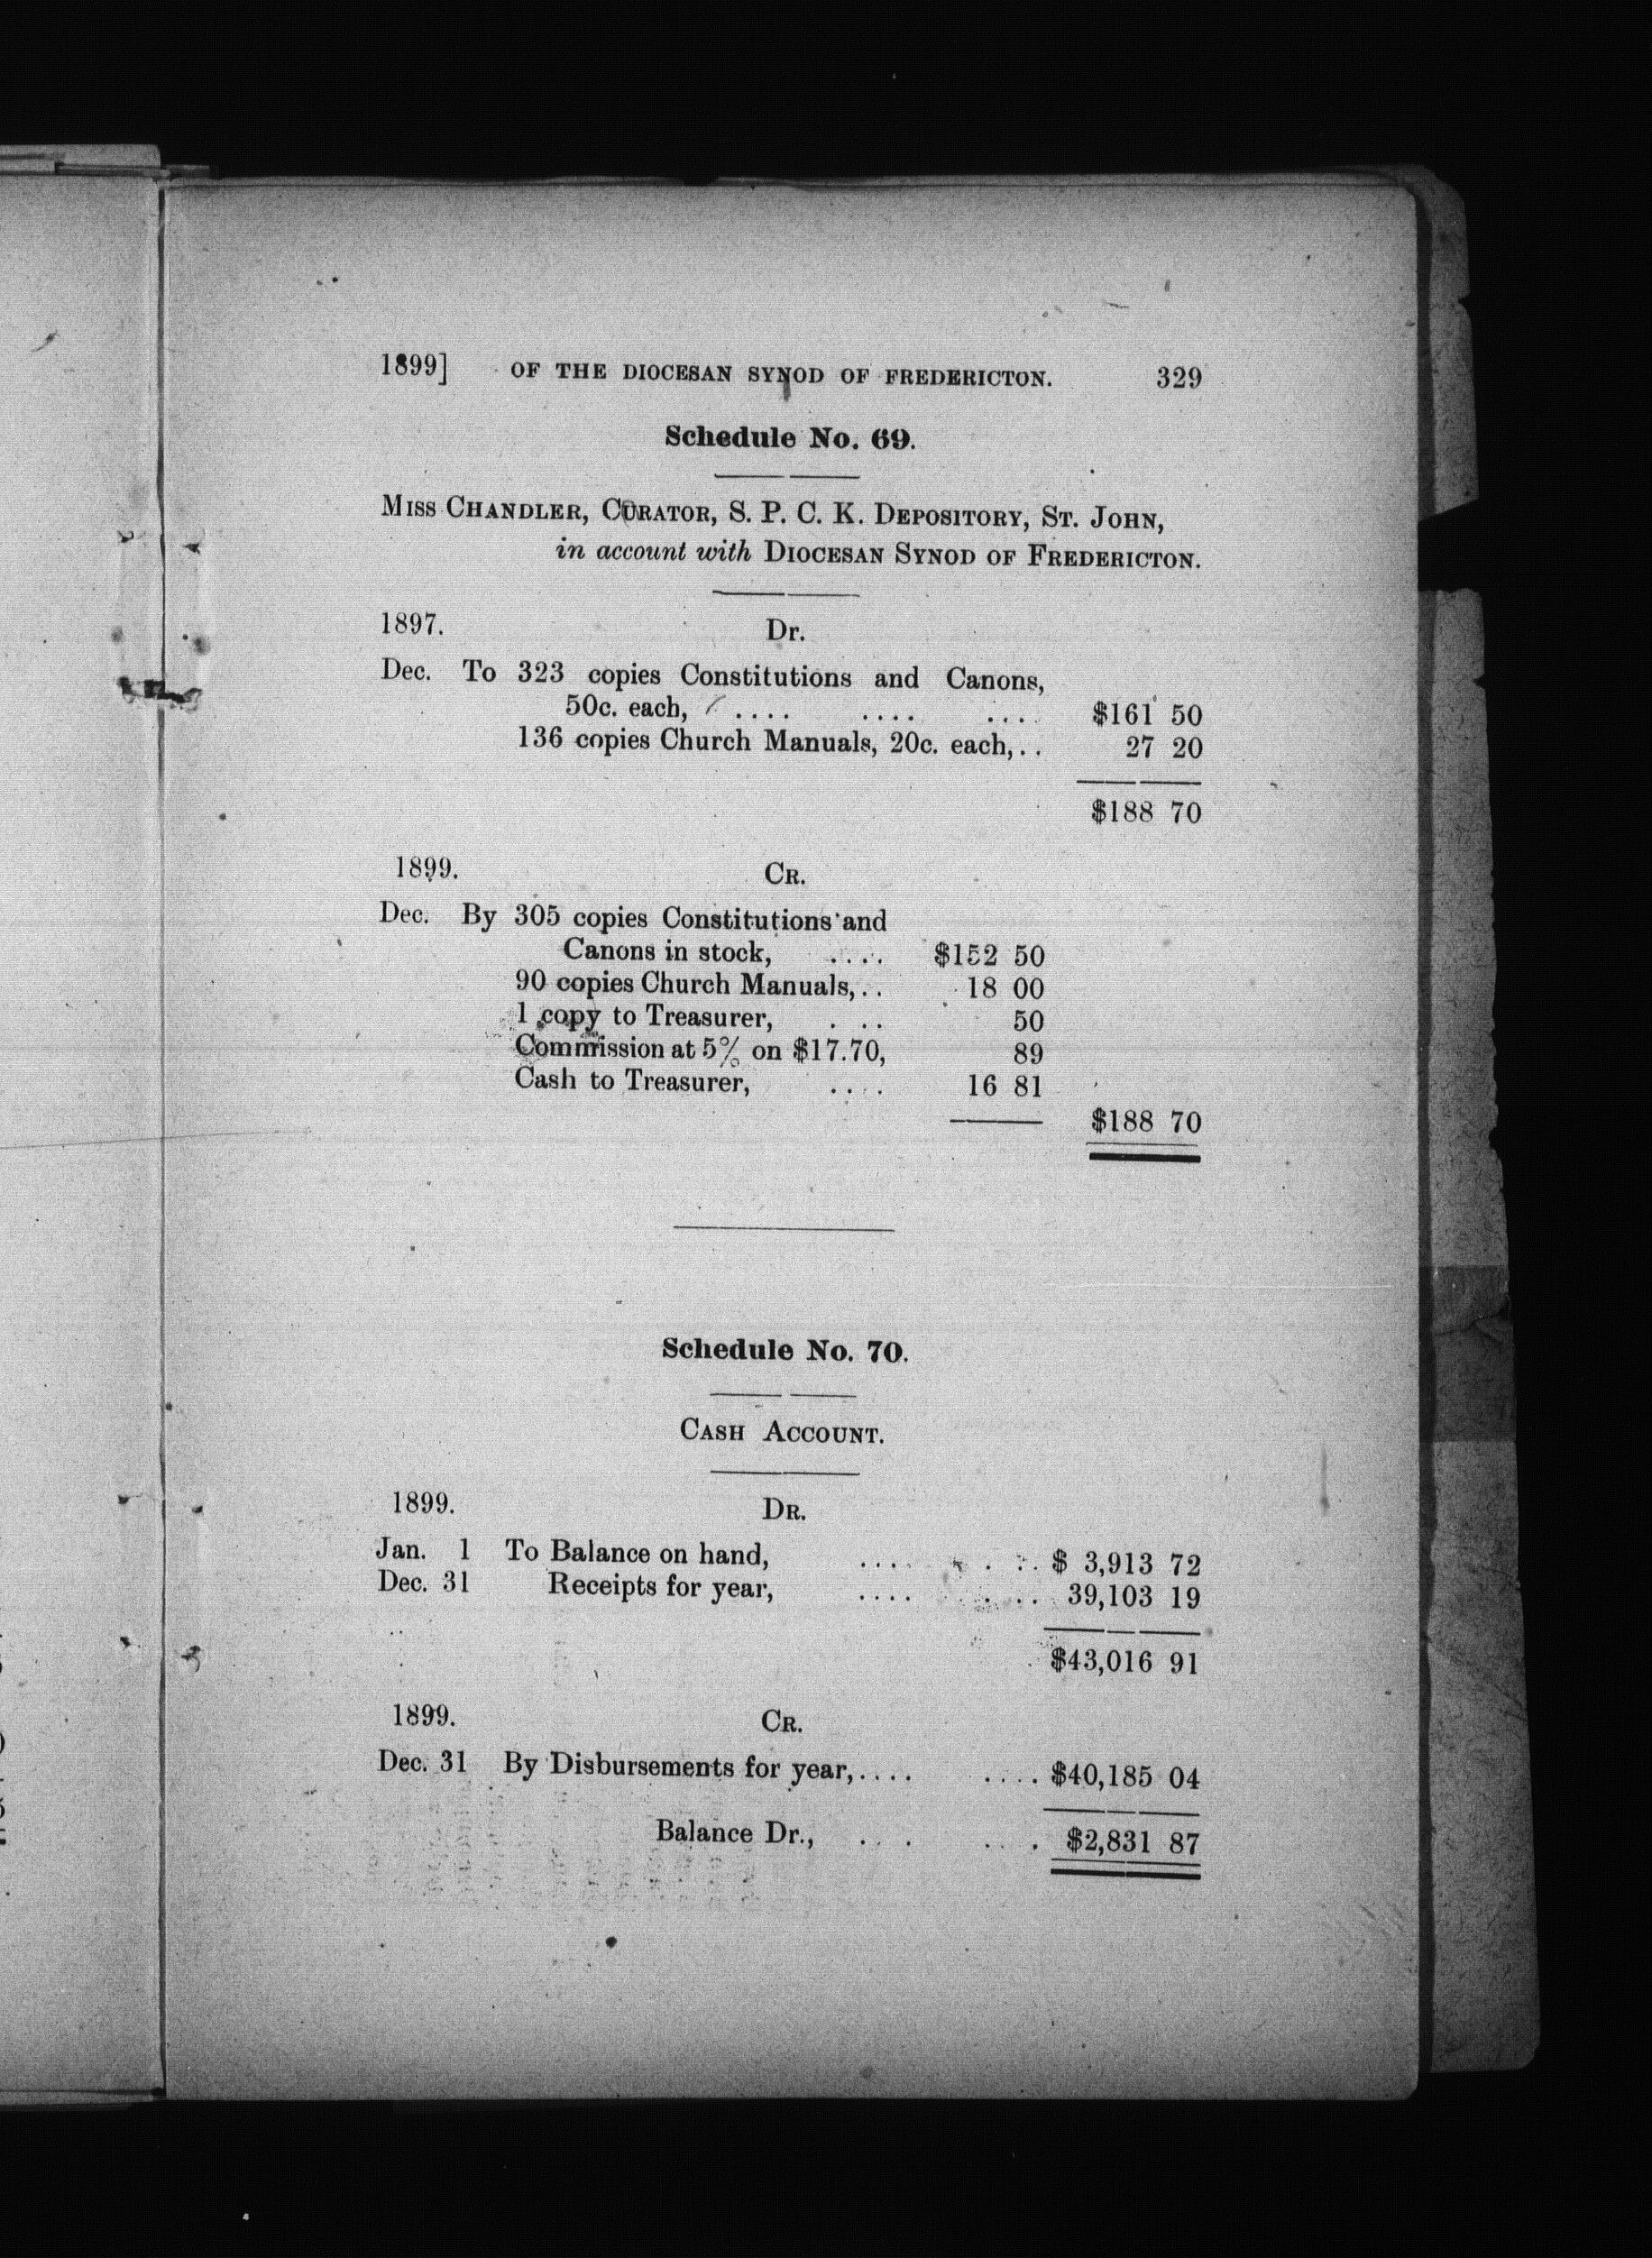 1899] OF THE DIOCESAN SYNOD OF FREDERICTON. 329
Schedule No. 69.
MISS CHANDLER, CURATOR, S. P. C. K. DEPOSITORY, ST. JOHN,
in account with DIOCESAN SYNOD OF FREDERICTON.
1897. Dr.
Dec. To 323 copies Constitutions and Canons,
50c. each, .... .... .... $161 50
136 copies Church Manuals, 20c. each,.. 27 20
$188 70
1899. CR.
Dec. By 305 copies Constitutions and
Canons in stock, .... $152 50
90 copies Church Manuals,.. 18 00
1 copy to Treasurer, . .. 50
Commission at 5% on $17.70, 89
Cash to Treasurer, .... 16 81
$188 70
Schedule No. 70.
CASH ACCOUNT.
1899. DR.
Jan. 1 To Balance on hand, .... .... $ 3,913 72
Dec. 31 Receipts for year, .... .... 39,103 19
$43,016 91
1899. CR.
Dec. 31 By Disbursements for year,.... .... $40,185 04
Balance Dr., ... .... $2,831 87